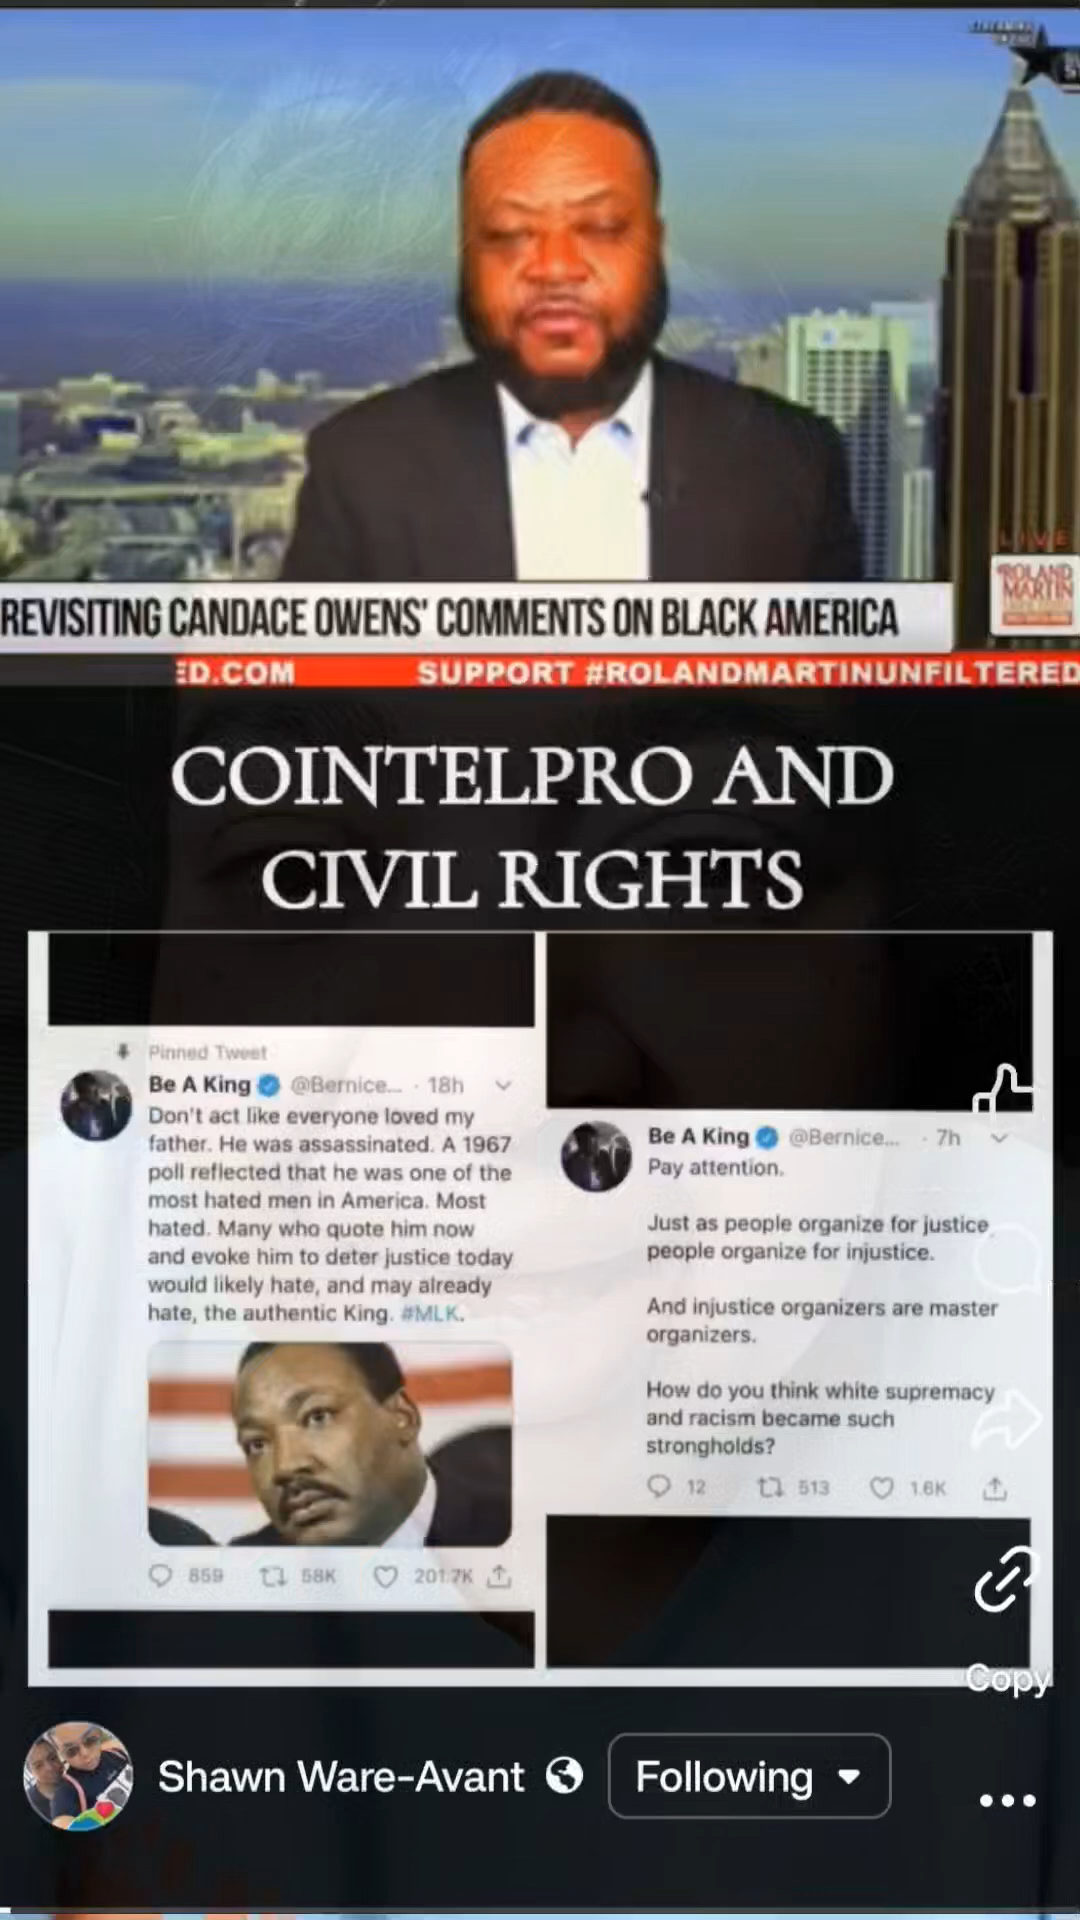 REVISITING CANDACE OWENS' COMMENTS ON BLACK AMERICA
LIVE
ROLAND
MARTIN
ED.COM SUPPORT #ROLANDMARTINUNFILTERED
COINTELPRO AND
CIVIL RIGHTS
Pinned Tweet
Be A King @Bernice... · 18h
Don't act like everyone loved my
father. He was assassinated. A 1967
poll reflected that he was one of the
most hated men in America. Most
hated. Many who quote him now
and evoke him to deter justice today
would likely hate, and may already
hate, the authentic King. #MLK.
859 58K 201.7K
Be A King @Bernice... · 7h
Pay attention.
Just as people organize for justice
people organize for injustice.
And injustice organizers are master
organizers.
How do you think white supremacy
and racism became such
strongholds?
12 513 1.6K
Copy
Shawn Ware-Avant Following